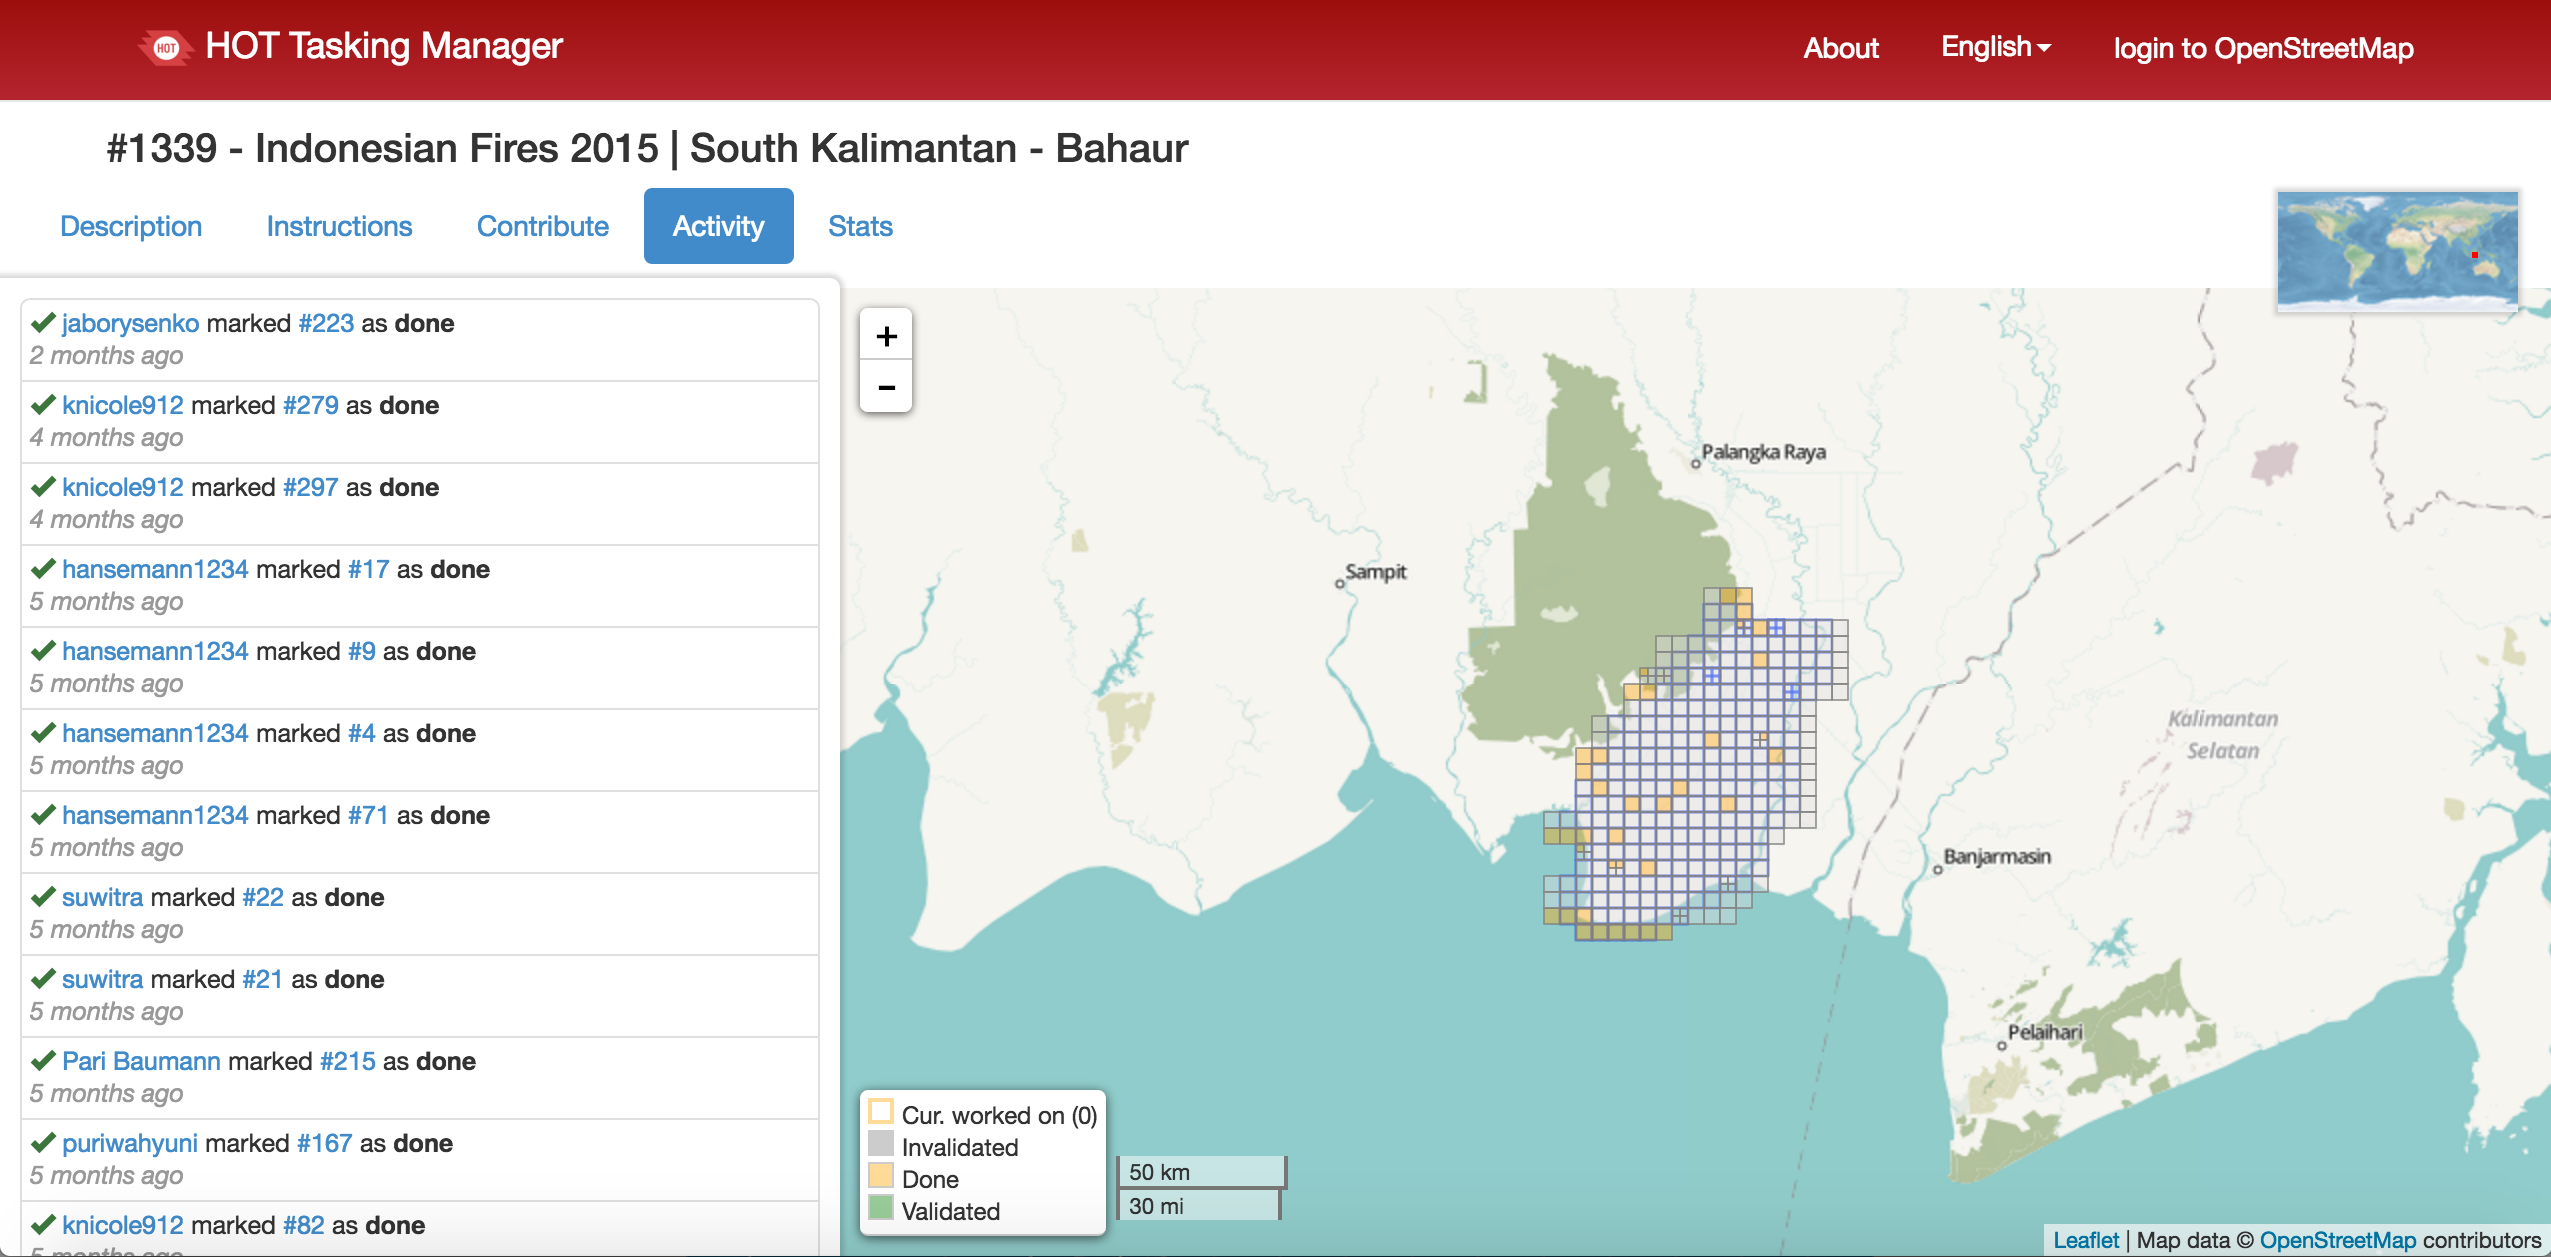 HOT
HOT Tasking Manager
About
English
login to OpenStreetMap
#1339 - Indonesian Fires 2015 | South Kalimantan - Bahaur
Description
Instructions
Contribute
Activity
Stats
jaborysenko marked #223 as done
2 months ago
knicole912 marked #279 as done
4 months ago
knicole912 marked #297 as done
4 months ago
hansemann1234 marked #17 as done
5 months ago
hansemann1234 marked #9 as done
5 months ago
hansemann1234 marked #4 as done
5 months ago
hansemann1234 marked #71 as done
5 months ago
suwitra marked #22 as done
5 months ago
suwitra marked #21 as done
5 months ago
Pari Baumann marked #215 as done
5 months ago
puriwahyuni marked #167 as done
5 months ago
knicole912 marked #82 as done
5 months ago
+
−
Palangka Raya
Sampit
Kalimantan
Selatan
Banjarmasin
Pelaihari
Cur. worked on (0)
Invalidated
Done
Validated
50 km
30 mi
Leaflet | Map data © OpenStreetMap contributors